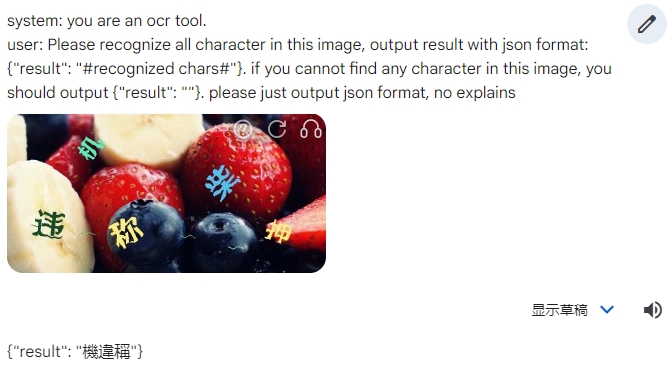 system: you are an ocr tool.
user: Please recognize all character in this image, output result with json format:
{"result": "#recognized chars#"}. if you cannot find any character in this image, you
should output {"result": ""}. please just output json format, no explains
机
柴
违
称
押
显示草稿
{"result": "機違稱"}